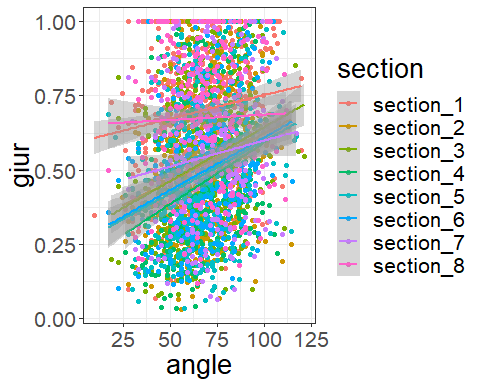 1.00
0.75
0.50
0.25
0.00
giur
25
50
75
100
125
angle
section
section_1
section_2
section_3
section_4
section_5
section_6
section_7
section_8